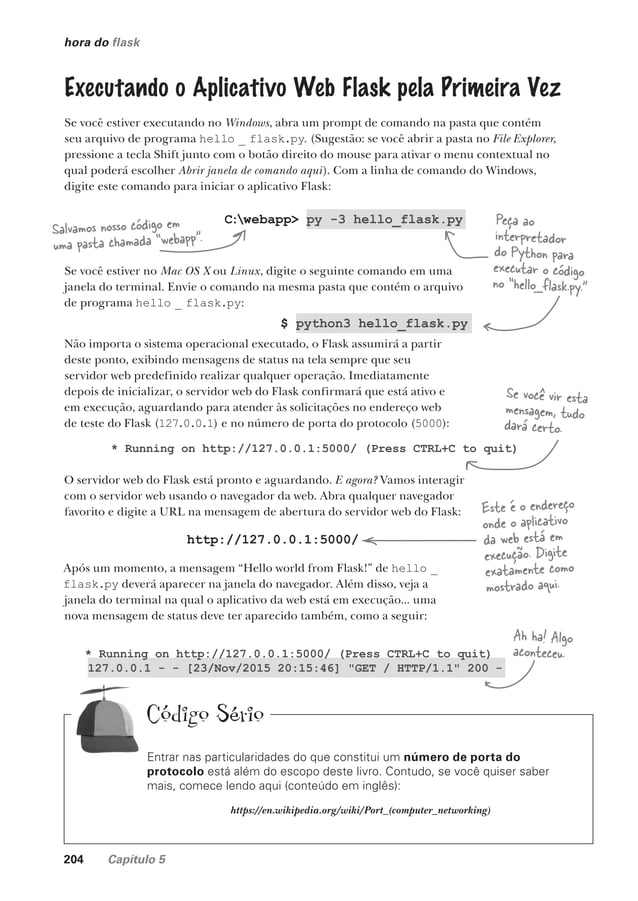 hora do flask
Executando o Aplicativo Web Flask pela Primeira Vez
Se você estiver executando no Windows, abra um prompt de comando na pasta que contém
seu arquivo de programa hello _ flask.py. (Sugestão: se você abrir a pasta no File Explorer,
pressione a tecla Shift junto com o botão direito do mouse para ativar o menu contextual no
qual poderá escolher Abrir janela de comando aqui). Com a linha de comando do Windows,
digite este comando para iniciar o aplicativo Flask:
Salvamos nosso código em
uma pasta chamada “webapp”.
C:\webapp> py -3 hello_flask.py
Peça ao
interpretador
do Python para
executar o código
no “hello_flask.py.”
Se você estiver no Mac OS X ou Linux, digite o seguinte comando em uma
janela do terminal. Envie o comando na mesma pasta que contém o arquivo
de programa hello _ flask.py:
$ python3 hello_flask.py
Não importa o sistema operacional executado, o Flask assumirá a partir
deste ponto, exibindo mensagens de status na tela sempre que seu
servidor web predefinido realizar qualquer operação. Imediatamente
depois de inicializar, o servidor web do Flask confirmará que está ativo e
em execução, aguardando para atender às solicitações no endereço web
de teste do Flask (127.0.0.1) e no número de porta do protocolo (5000):
Se você vir esta
mensagem, tudo
dará certo.
* Running on http://127.0.0.1:5000/ (Press CTRL+C to quit)
O servidor web do Flask está pronto e aguardando. E agora? Vamos interagir
com o servidor web usando o navegador da web. Abra qualquer navegador
favorito e digite a URL na mensagem de abertura do servidor web do Flask:
http://127.0.0.1:5000/
Este é o endereço
onde o aplicativo
da web está em
execução. Digite
exatamente como
mostrado aqui.
Após um momento, a mensagem “Hello world from Flask!” de hello _
flask.py deverá aparecer na janela do navegador. Além disso, veja a
janela do terminal na qual o aplicativo da web está em execução... uma
nova mensagem de status deve ter aparecido também, como a seguir:
Ah ha! Algo
aconteceu.
* Running on http://127.0.0.1:5000/ (Press CTRL+C to quit)
127.0.0.1 - - [23/Nov/2015 20:15:46] "GET / HTTP/1.1" 200 -
Código Sério
Entrar nas particularidades do que constitui um número de porta do
protocolo está além do escopo deste livro. Contudo, se você quiser saber
mais, comece lendo aqui (conteúdo em inglês):
https://en.wikipedia.org/wiki/Port_(computer_networking)
204 Capítulo 5